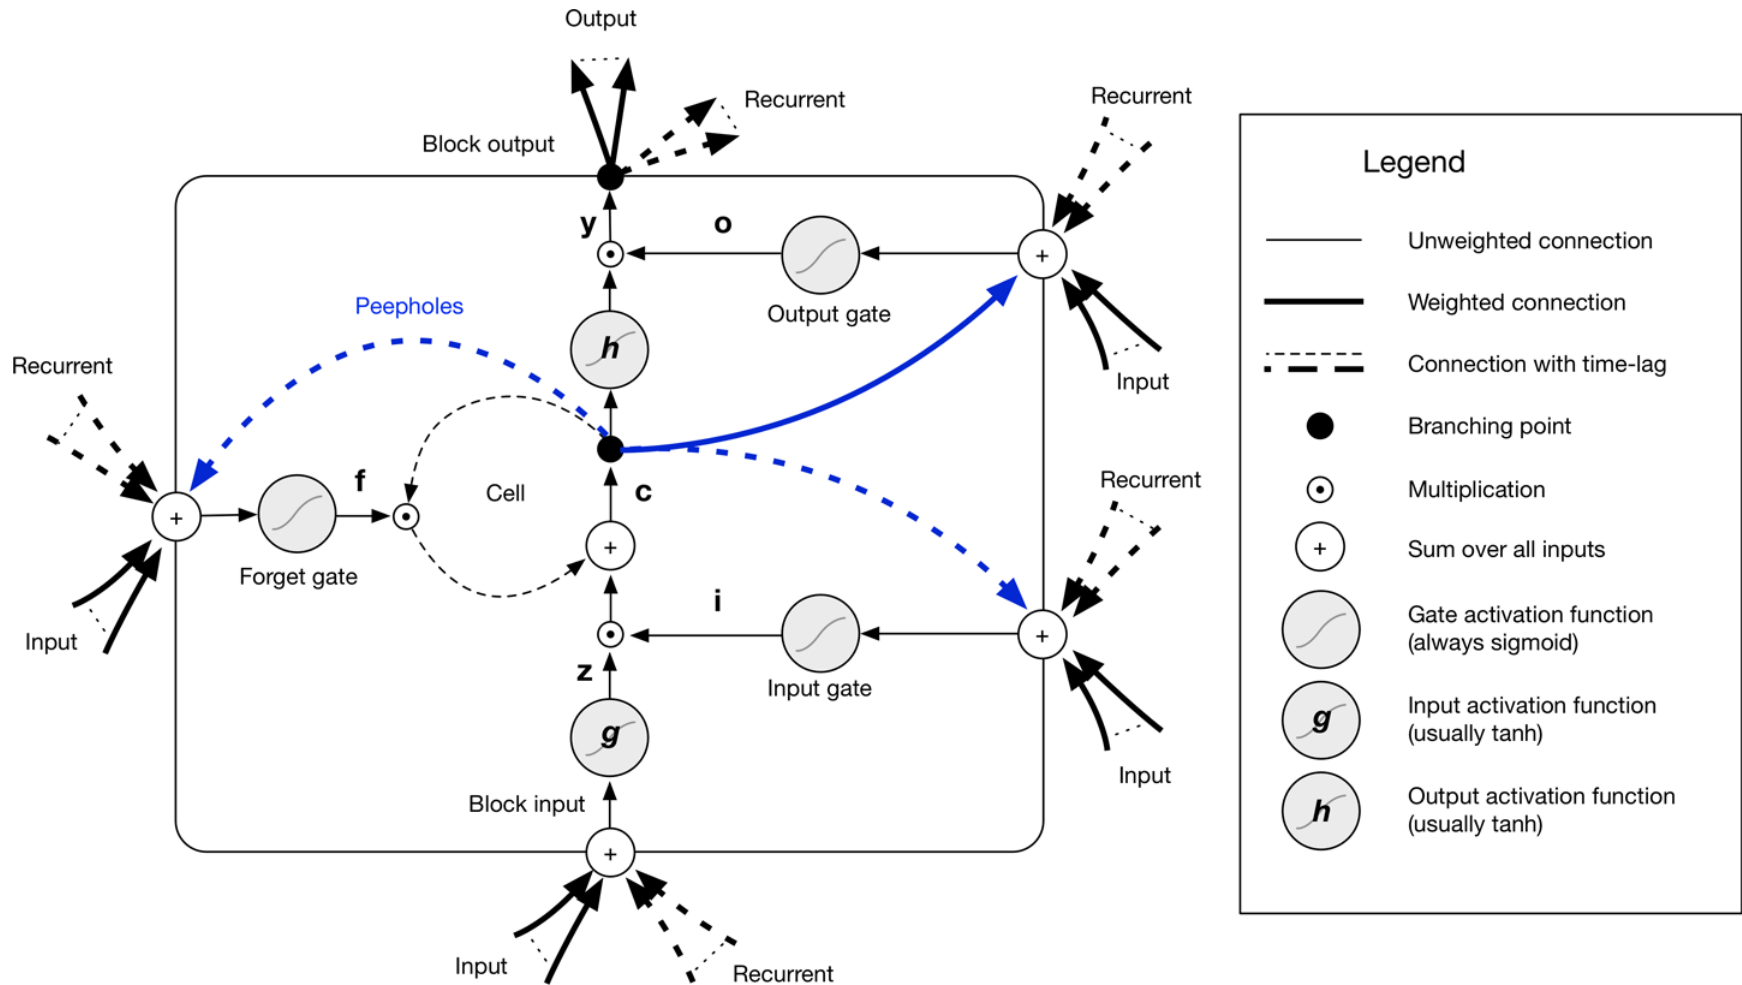 Output
Recurrent
Recurrent
Block output
Legend
y
o
Unweighted connection
Output gate
Peepholes
Weighted connection
h
Recurrent
Input
Connection with time-lag
Branching point
f
Cell
c
Recurrent
Multiplication
Sum over all inputs
Forget gate
i
Gate activation function
(always sigmoid)
Input
z
Input gate
g
g
Input activation function
(usually tanh)
Input
Block input
h
Output activation function
(usually tanh)
Input
Recurrent